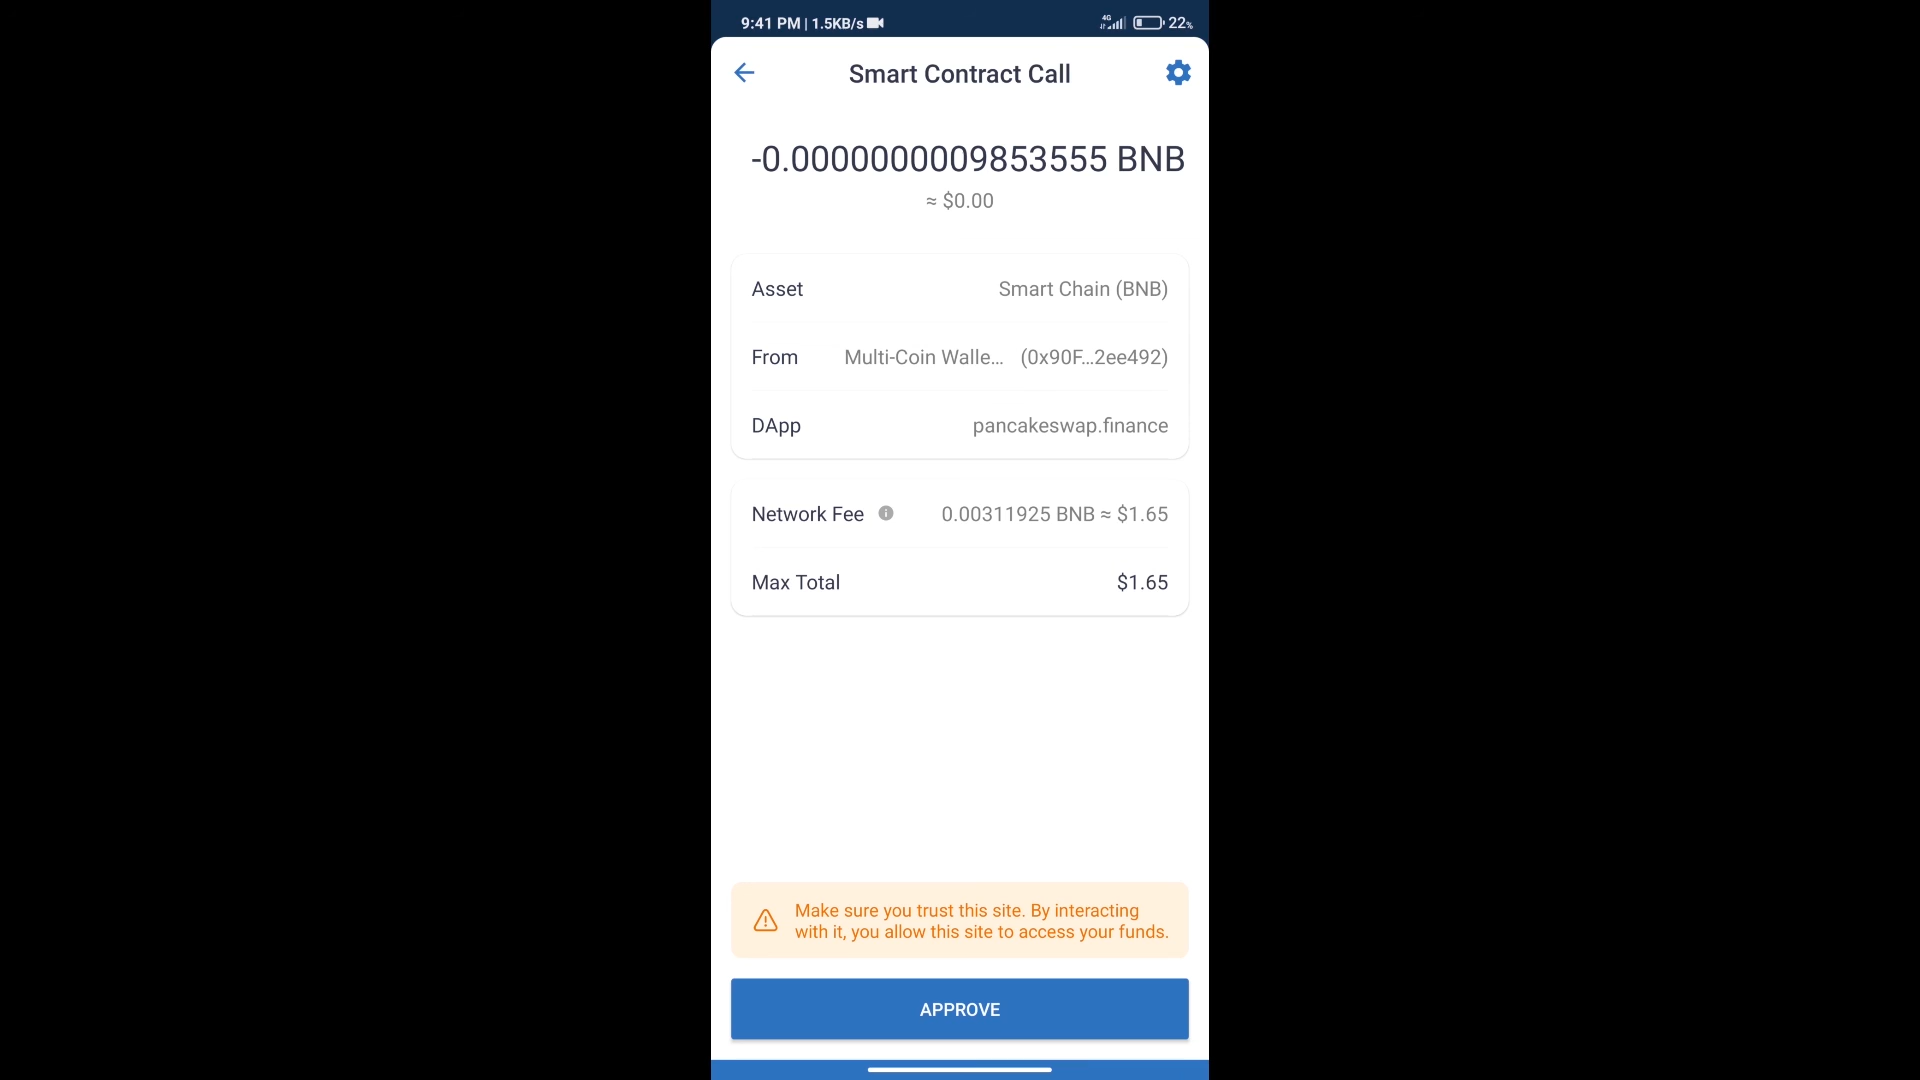 9:41 PM | 1.5KB/s 4G 22%
Smart Contract Call
-0.0000000009853555 BNB
≈ $0.00
Asset Smart Chain (BNB)
From Multi-Coin Walle... (0x90F...2ee492)
DApp pancakeswap.finance
Network Fee 0.00311925 BNB ≈ $1.65
Max Total $1.65
Make sure you trust this site. By interacting
with it, you allow this site to access your funds.
APPROVE